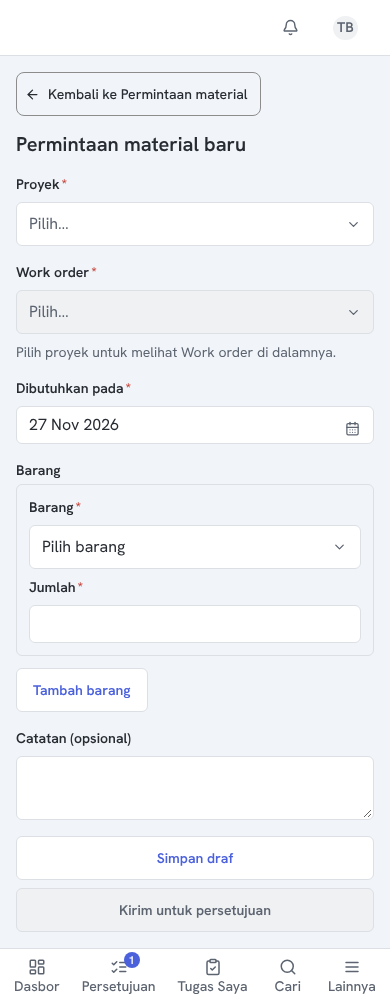 TB
Kembali ke Permintaan material
Permintaan material baru
Proyek *
Pilih...
Work order *
Pilih...
Pilih proyek untuk melihat Work order di dalamnya.
Dibutuhkan pada *
27 Nov 2026
Barang
Barang *
Pilih barang
Jumlah *
Tambah barang
Catatan (opsional)
Simpan draf
Kirim untuk persetujuan
1
Dasbor Persetujuan Tugas Saya Cari Lainnya